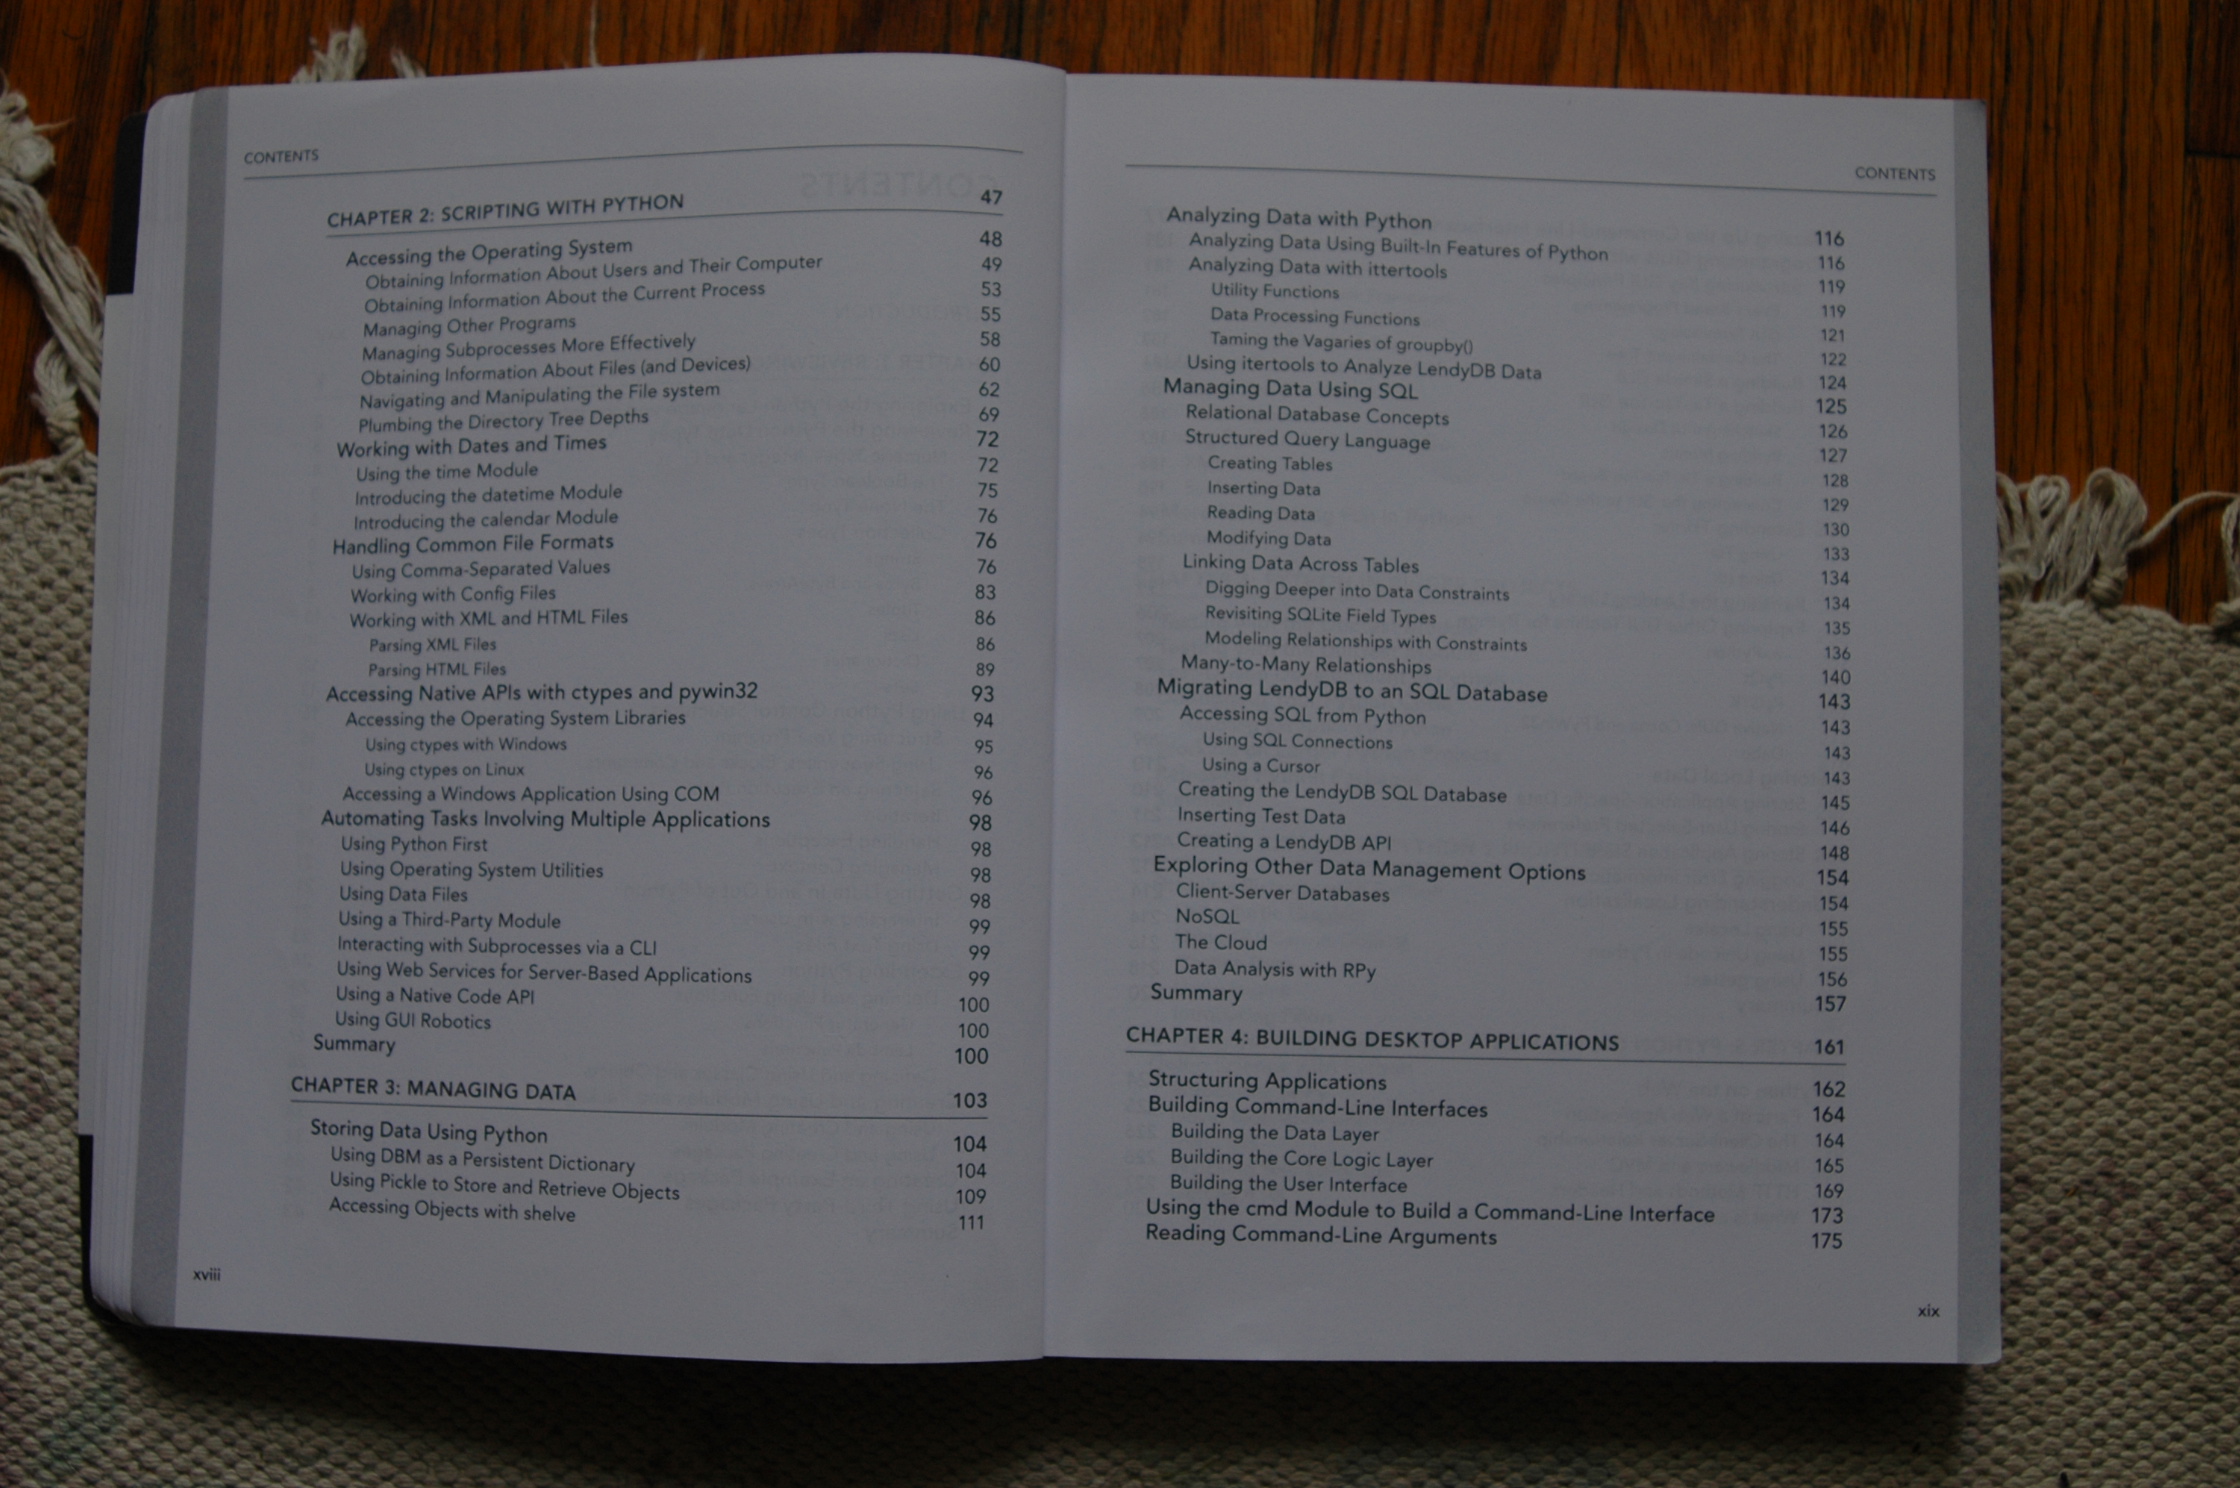 CONTENTS
CHAPTER 2: SCRIPTING WITH PYTHON 47
Accessing the Operating System 48
Obtaining Information About Users and Their Computer 49
Obtaining Information About the Current Process 53
Managing Other Programs 55
Managing Subprocesses More Effectively 58
Obtaining Information About Files (and Devices) 60
Navigating and Manipulating the File system 62
Plumbing the Directory Tree Depths 69
Working with Dates and Times 72
Using the time Module 72
Introducing the datetime Module 75
Introducing the calendar Module 76
Handling Common File Formats 76
Using Comma-Separated Values 76
Working with Config Files 83
Working with XML and HTML Files 86
Parsing XML Files 86
Parsing HTML Files 89
Accessing Native APIs with ctypes and pywin32 93
Accessing the Operating System Libraries 94
Using ctypes with Windows 95
Using ctypes on Linux 96
Accessing a Windows Application Using COM 96
Automating Tasks Involving Multiple Applications 98
Using Python First 98
Using Operating System Utilities 98
Using Data Files 98
Using a Third-Party Module 99
Interacting with Subprocesses via a CLI 99
Using Web Services for Server-Based Applications 99
Using a Native Code API 100
Using GUI Robotics 100
Summary 100
CHAPTER 3: MANAGING DATA 103
Storing Data Using Python 104
Using DBM as a Persistent Dictionary 104
Using Pickle to Store and Retrieve Objects 109
Accessing Objects with shelve 111
xviii
CONTENTS
Analyzing Data with Python 116
Analyzing Data Using Built-In Features of Python 116
Analyzing Data with ittertools 119
Utility Functions 119
Data Processing Functions 121
Taming the Vagaries of groupby() 122
Using itertools to Analyze LendyDB Data 124
Managing Data Using SQL 125
Relational Database Concepts 126
Structured Query Language 127
Creating Tables 128
Inserting Data 129
Reading Data 130
Modifying Data 133
Linking Data Across Tables 134
Digging Deeper into Data Constraints 134
Revisiting SQLite Field Types 135
Modeling Relationships with Constraints 136
Many-to-Many Relationships 140
Migrating LendyDB to an SQL Database 143
Accessing SQL from Python 143
Using SQL Connections 143
Using a Cursor 143
Creating the LendyDB SQL Database 145
Inserting Test Data 146
Creating a LendyDB API 148
Exploring Other Data Management Options 154
Client-Server Databases 154
NoSQL 155
The Cloud 155
Data Analysis with RPy 156
Summary 157
CHAPTER 4: BUILDING DESKTOP APPLICATIONS 161
Structuring Applications 162
Building Command-Line Interfaces 164
Building the Data Layer 164
Building the Core Logic Layer 165
Building the User Interface 169
Using the cmd Module to Build a Command-Line Interface 173
Reading Command-Line Arguments 175
xix